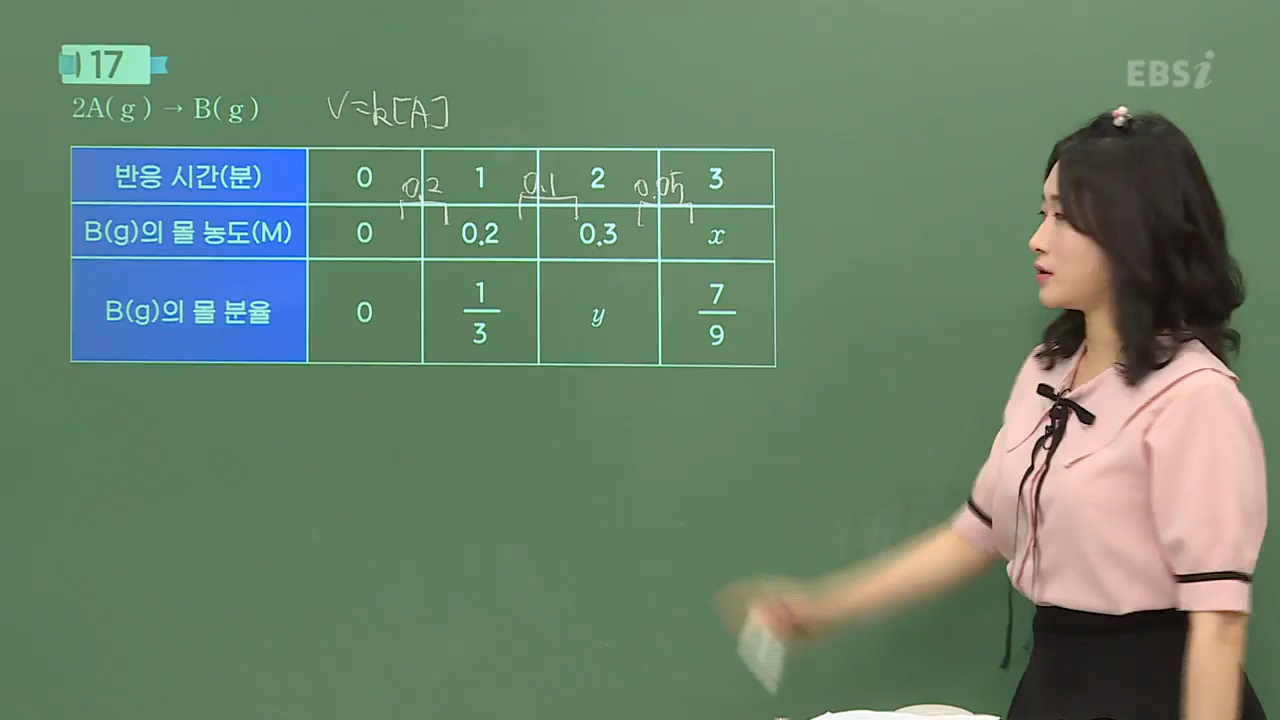 17
EBSi
2A(g) → B(g) V=k[A]
반응 시간(분) 0 1 2 3
0.2 0.1 0.05
B(g)의 몰 농도(M) 0 0.2 0.3 x
B(g)의 몰 분율 0 1/3 y 7/9